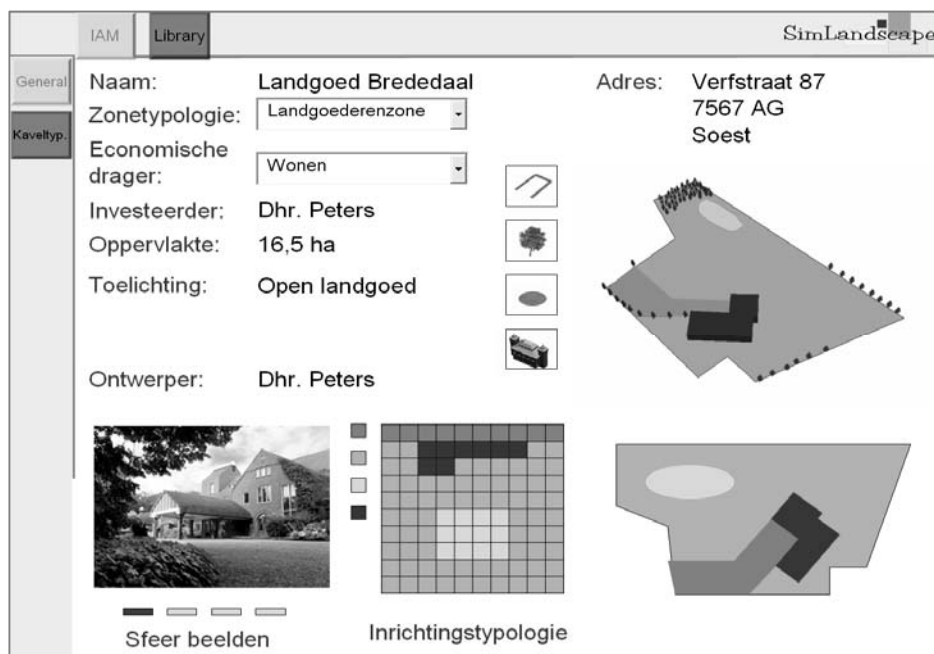 IAM
Library
SimLandscape
General
Kaveltyp.
Naam: Landgoed Brededaal
Zonetypologie: Landgoederenzone
Economische
drager: Wonen
Investeerder: Dhr. Peters
Oppervlakte: 16,5 ha
Toelichting: Open landgoed
Ontwerper: Dhr. Peters
Adres: Verfstraat 87
7567 AG
Soest
Sfeer beelden
Inrichtingstypologie